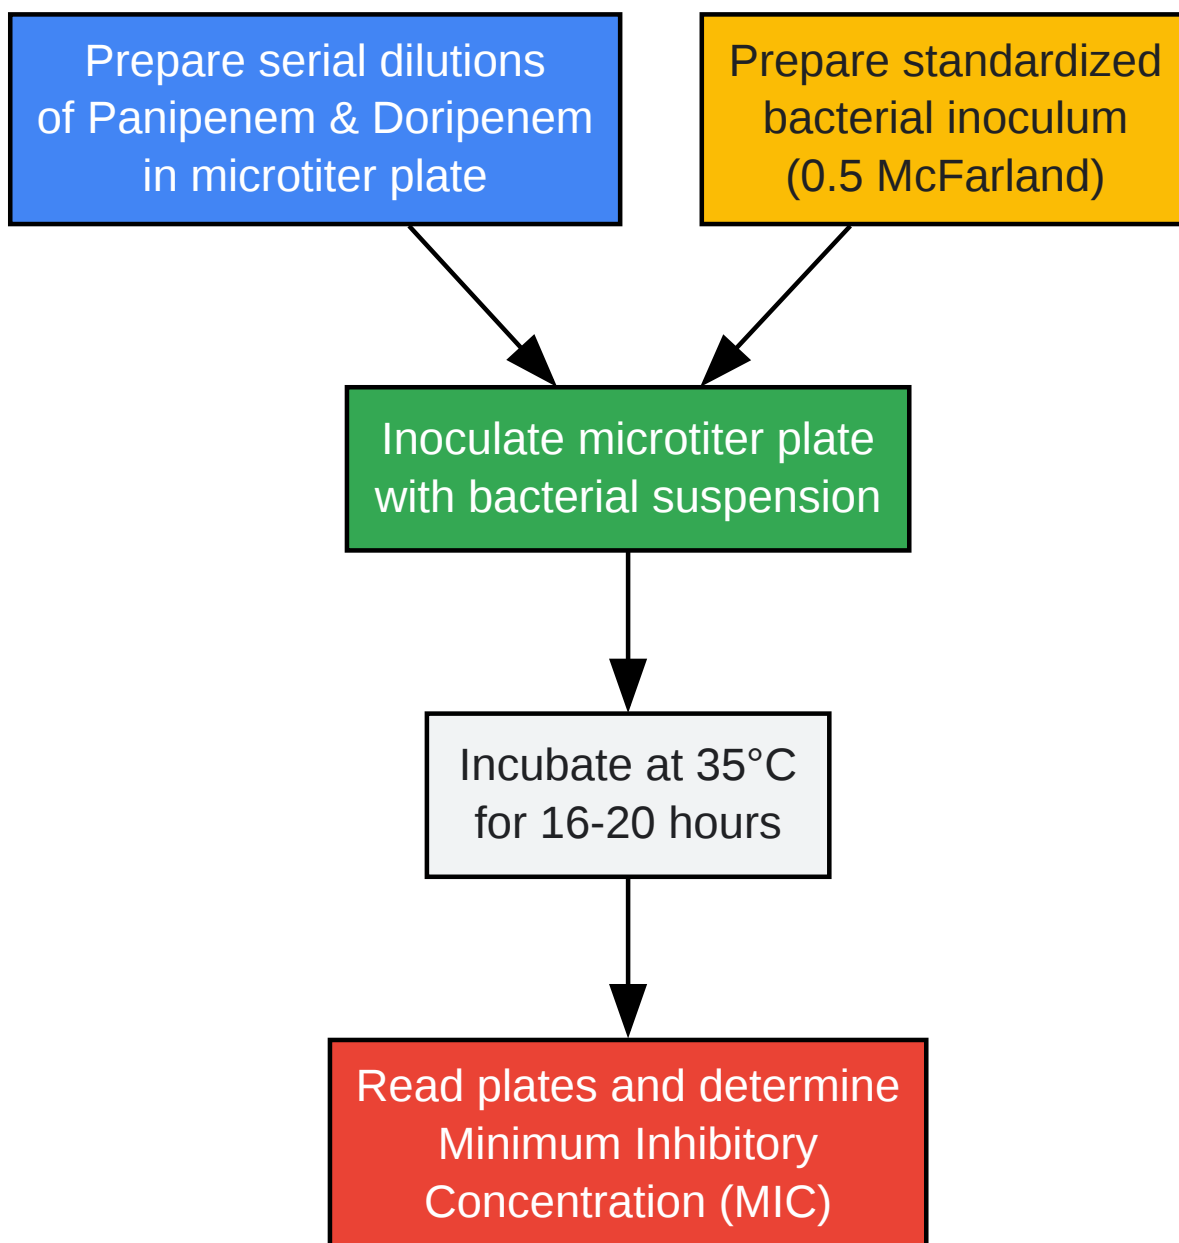 Prepare serial dilutions
of Panipenem & Doripenem
in microtiter plate
Prepare standardized
bacterial inoculum
(0.5 McFarland)
Inoculate microtiter plate
with bacterial suspension
Incubate at 35°C
for 16-20 hours
Read plates and determine
Minimum Inhibitory
Concentration (MIC)